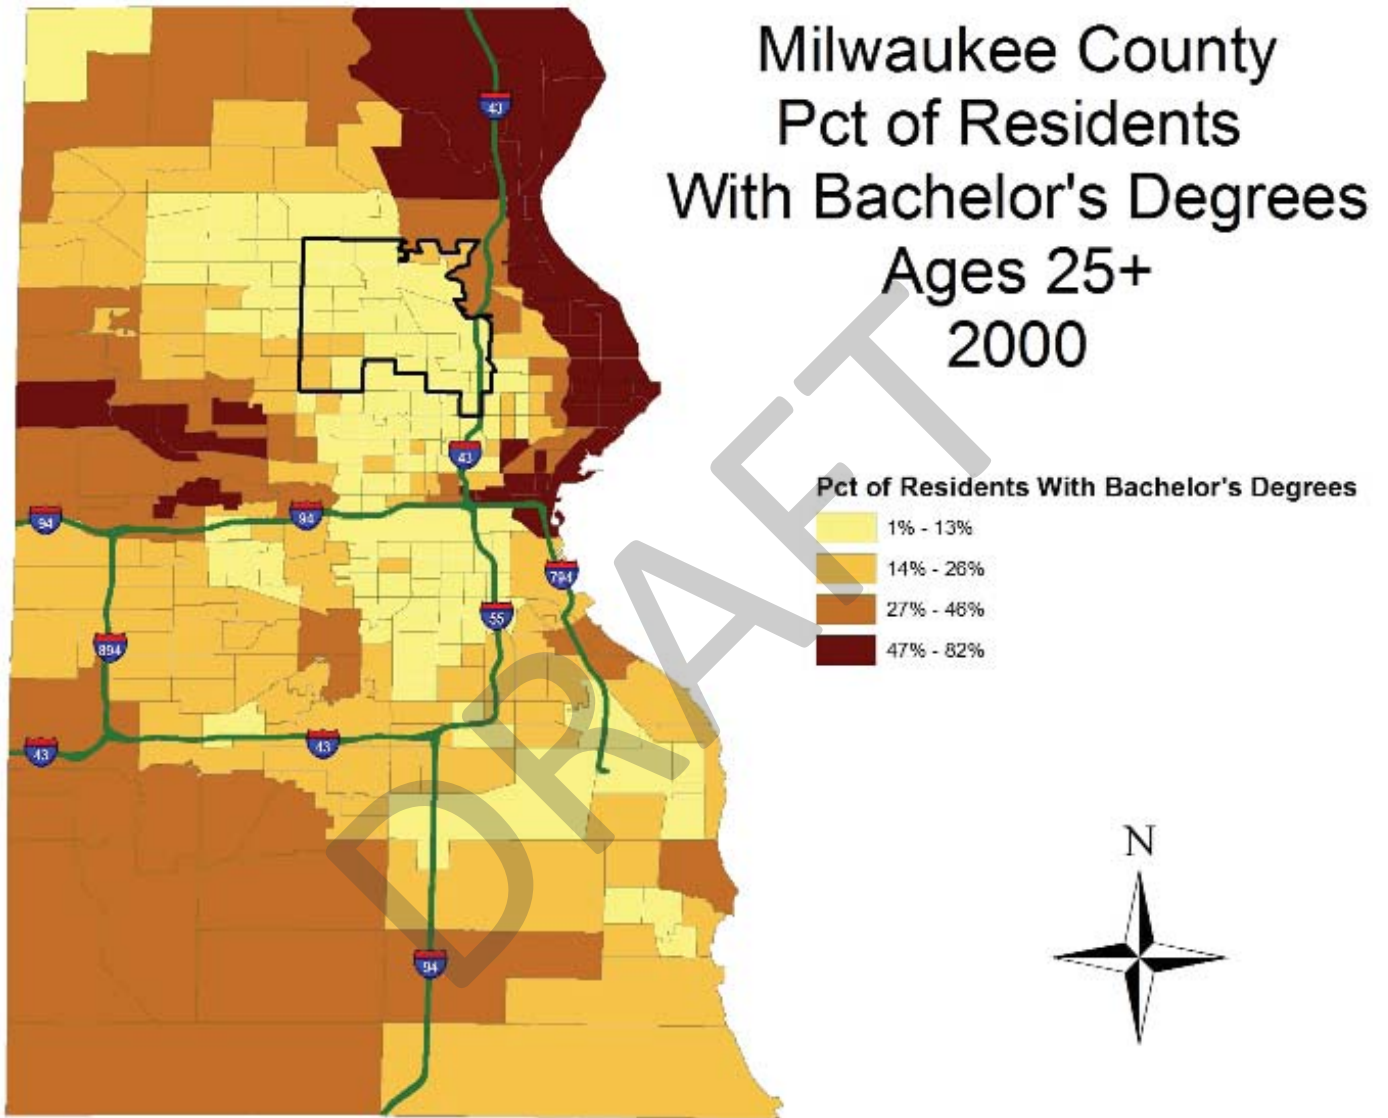 Milwaukee County
Pct of Residents
With Bachelor's Degrees
Ages 25+
2000
43
43
94
94
794
55
894
43
43
94
Pct of Residents With Bachelor's Degrees
1% - 13%
14% - 26%
27% - 46%
47% - 82%
N
DRAFT